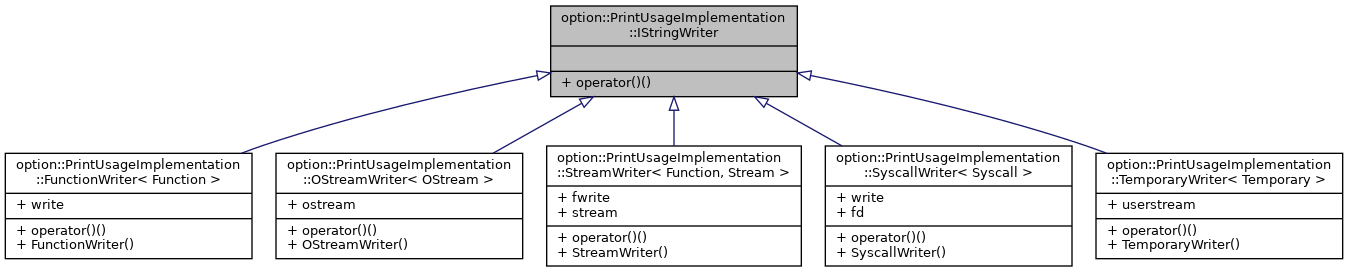 option::PrintUsageImplementation
::IStringWriter
+ operator()()
option::PrintUsageImplementation
::FunctionWriter< Function >
+ write
+ operator()()
+ FunctionWriter()
option::PrintUsageImplementation
::OStreamWriter< OStream >
+ ostream
+ operator()()
+ OStreamWriter()
option::PrintUsageImplementation
::StreamWriter< Function, Stream >
+ fwrite
+ stream
+ operator()()
+ StreamWriter()
option::PrintUsageImplementation
::SyscallWriter< Syscall >
+ write
+ fd
+ operator()()
+ SyscallWriter()
option::PrintUsageImplementation
::TemporaryWriter< Temporary >
+ userstream
+ operator()()
+ TemporaryWriter()